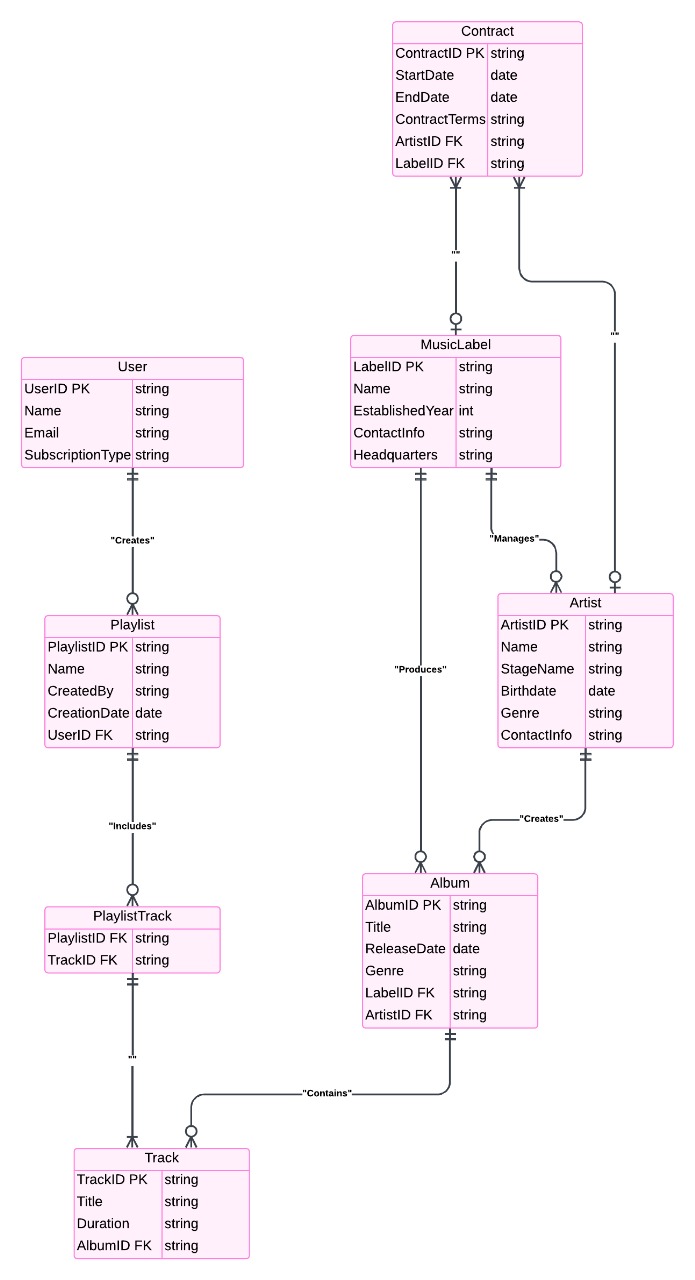 Contract
ContractID PK string
StartDate date
EndDate date
ContractTerms string
ArtistID FK string
LabelID FK string
""
""
MusicLabel
LabelID PK string
Name string
EstablishedYear int
ContactInfo string
Headquarters string
User
UserID PK string
Name string
Email string
SubscriptionType string
"Creates"
"Manages"
Artist
ArtistID PK string
Name string
StageName string
Birthdate date
Genre string
ContactInfo string
Playlist
PlaylistID PK string
Name string
CreatedBy string
CreationDate date
UserID FK string
"Produces"
"Includes"
"Creates"
Album
AlbumID PK string
Title string
ReleaseDate date
Genre string
LabelID FK string
ArtistID FK string
PlaylistTrack
PlaylistID FK string
TrackID FK string
""
"Contains"
Track
TrackID PK string
Title string
Duration string
AlbumID FK string